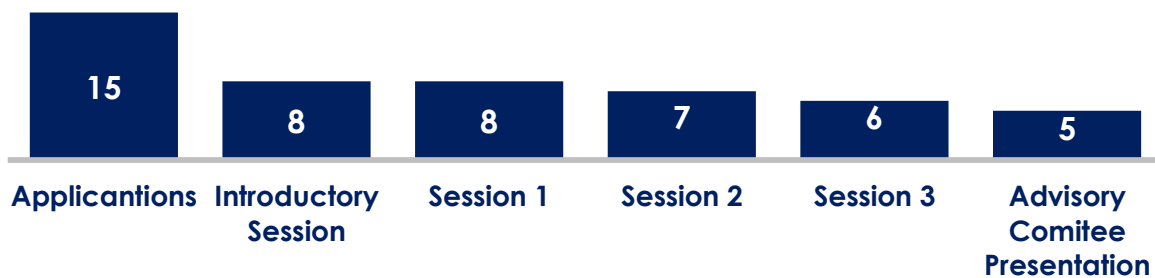 15
8
8
7
6
5
Applicantions
Introductory
Session
Session 1
Session 2
Session 3
Advisory
Comitee
Presentation